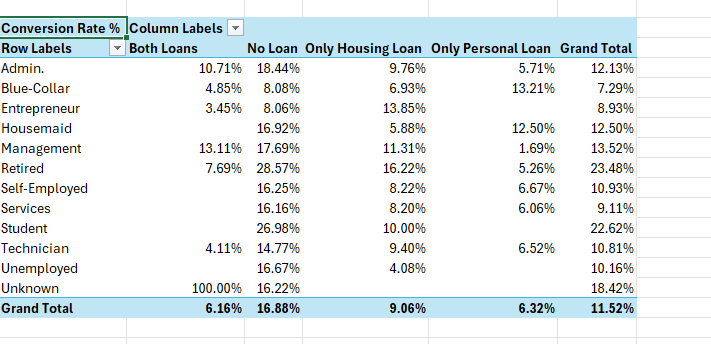 Conversion Rate % Column Labels
Row Labels Both Loans No Loan Only Housing Loan Only Personal Loan Grand Total
Admin. 10.71% 18.44% 9.76% 5.71% 12.13%
Blue-Collar 4.85% 8.08% 6.93% 13.21% 7.29%
Entrepreneur 3.45% 8.06% 13.85% 8.93%
Housemaid 16.92% 5.88% 12.50% 12.50%
Management 13.11% 17.69% 11.31% 1.69% 13.52%
Retired 7.69% 28.57% 16.22% 5.26% 23.48%
Self-Employed 16.25% 8.22% 6.67% 10.93%
Services 16.16% 8.20% 6.06% 9.11%
Student 26.98% 10.00% 22.62%
Technician 4.11% 14.77% 9.40% 6.52% 10.81%
Unemployed 16.67% 4.08% 10.16%
Unknown 100.00% 16.22% 18.42%
Grand Total 6.16% 16.88% 9.06% 6.32% 11.52%